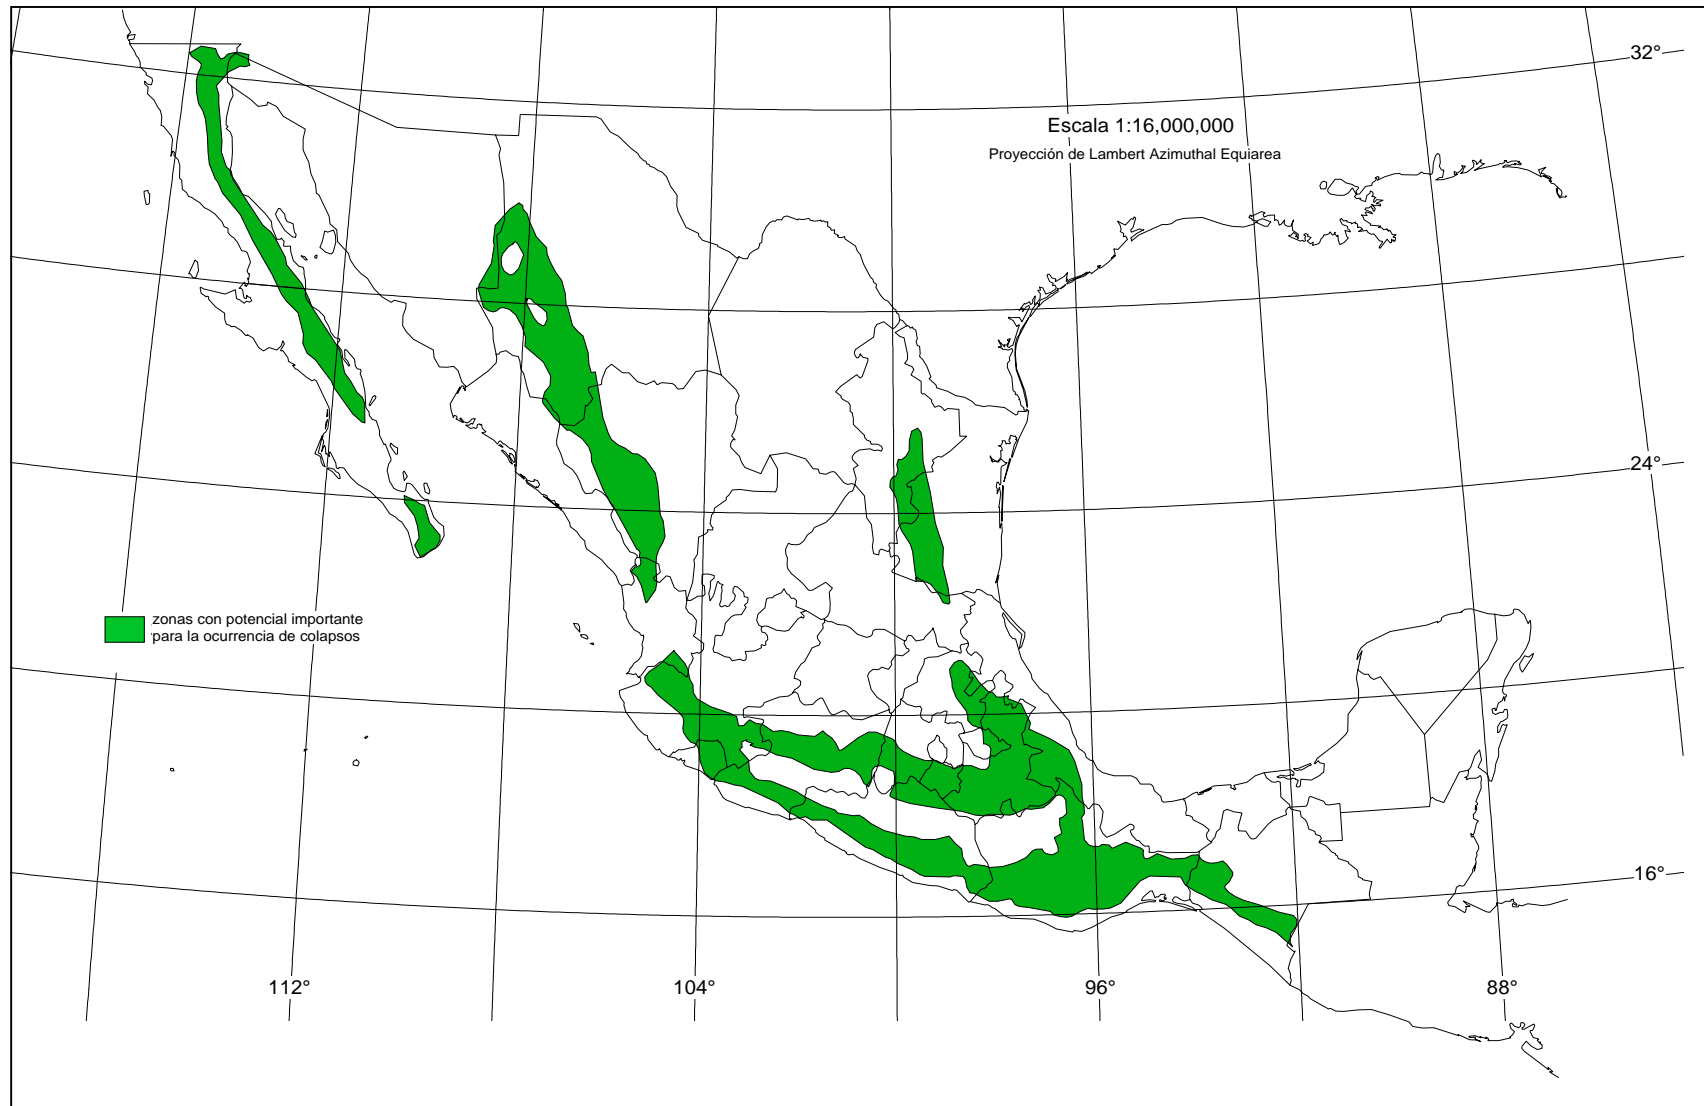 32°
Escala 1:16,000,000
Proyección de Lambert Azimuthal Equiarea
24°
zonas con potencial importante
para la ocurrencia de colapsos
16°
112°
104°
96°
88°